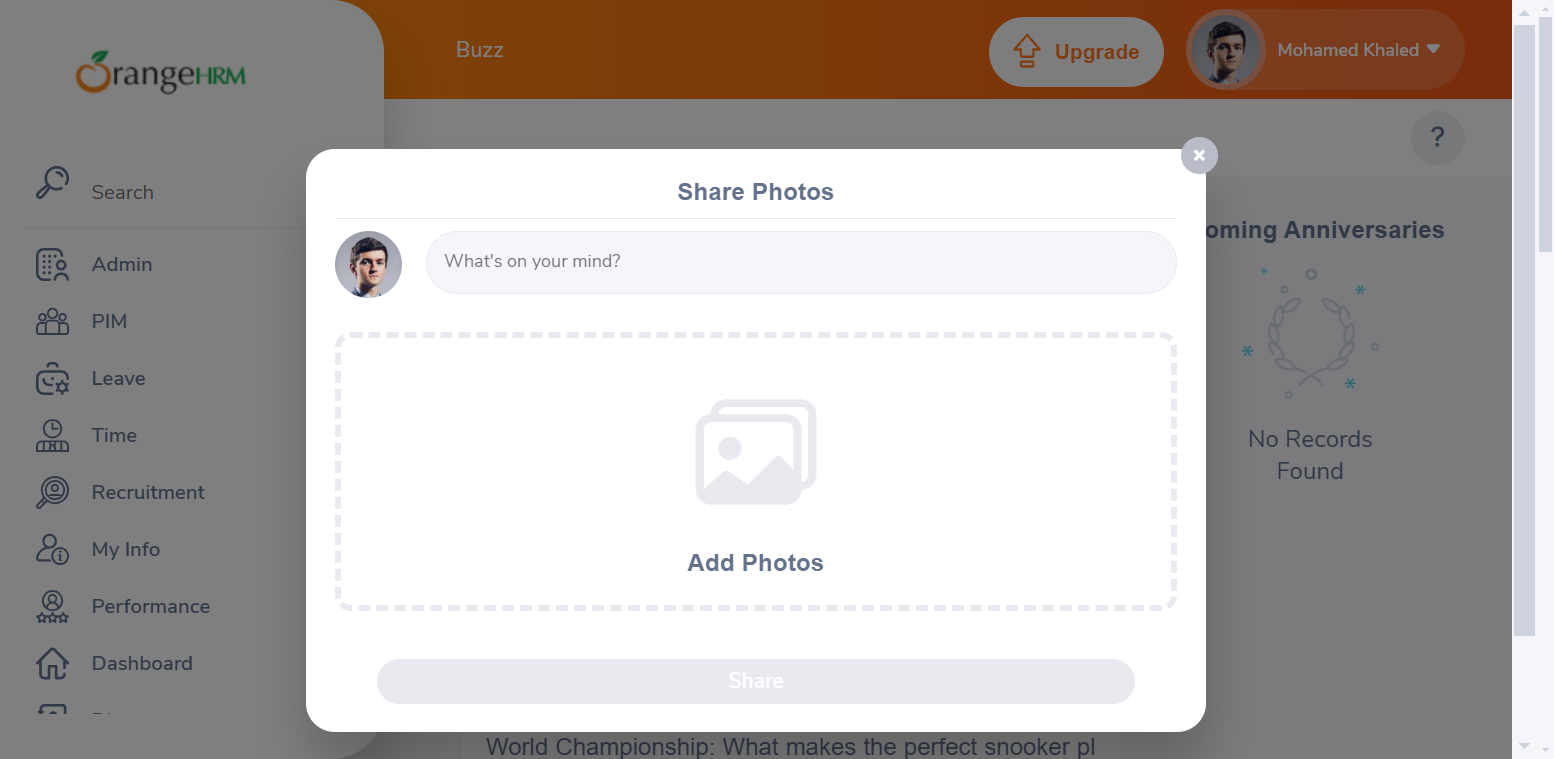 OrangeHRM
Buzz
Upgrade
Mohamed Khaled
?
Search
Admin
PIM
Leave
Time
Recruitment
My Info
Performance
Dashboard
Share Photos
What's on your mind?
Add Photos
Share
oming Anniversaries
No Records
Found
World Championship: What makes the perfect snooker pl